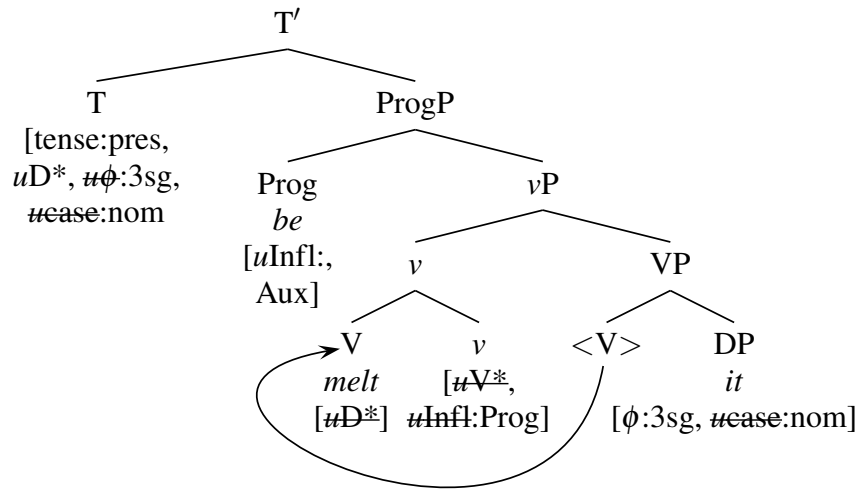 T′
T ProgP
[tense:pres,
uD*, uϕ:3sg,
ucase:nom
Prog vP
be
[uInfl:,
Aux]
v VP
V v <V> DP
melt [uV*, it
[uD*] uInfl:Prog] [ϕ:3sg, ucase:nom]